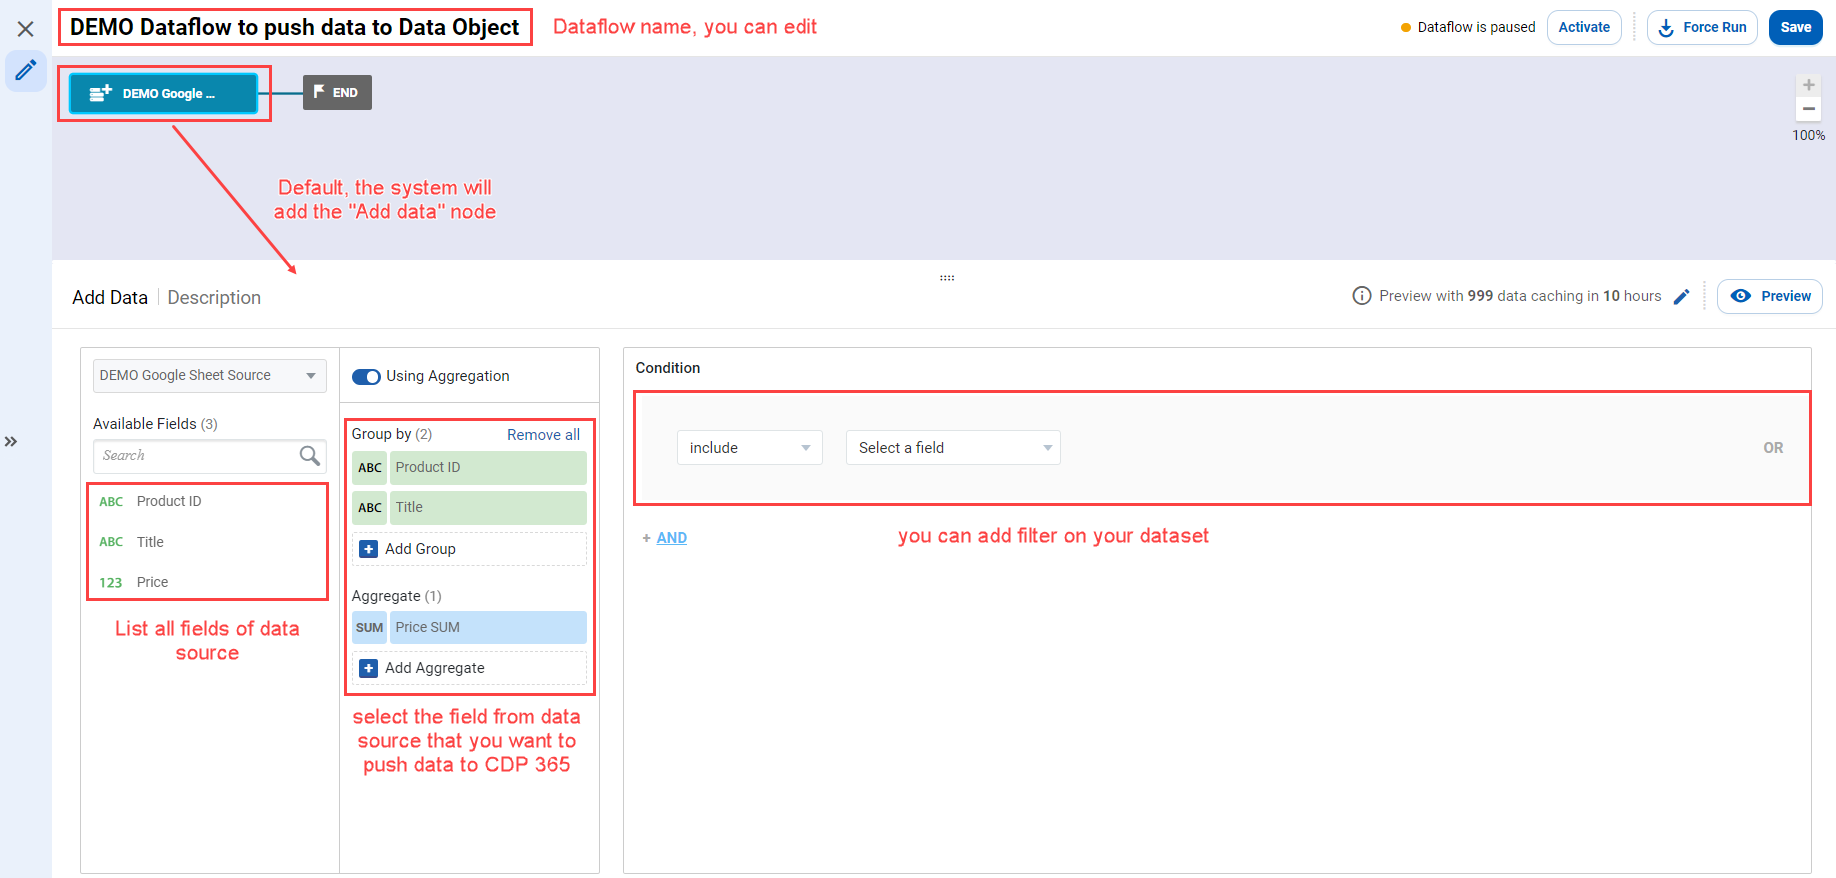 DEMO Dataflow to push data to Data Object
Dataflow name, you can edit
Dataflow is paused
Activate
Force Run
Save
DEMO Google ...
END
100%
Default, the system will
add the "Add data" node
Add Data
Description
Preview with 999 data caching in 10 hours
Preview
DEMO Google Sheet Source
Available Fields (3)
Search
ABC Product ID
ABC Title
123 Price
List all fields of data
source
Using Aggregation
Group by (2)
Remove all
ABC Product ID
ABC Title
+ Add Group
Aggregate (1)
SUM Price SUM
+ Add Aggregate
select the field from data
source that you want to
push data to CDP 365
Condition
include
Select a field
OR
+ AND
you can add filter on your dataset